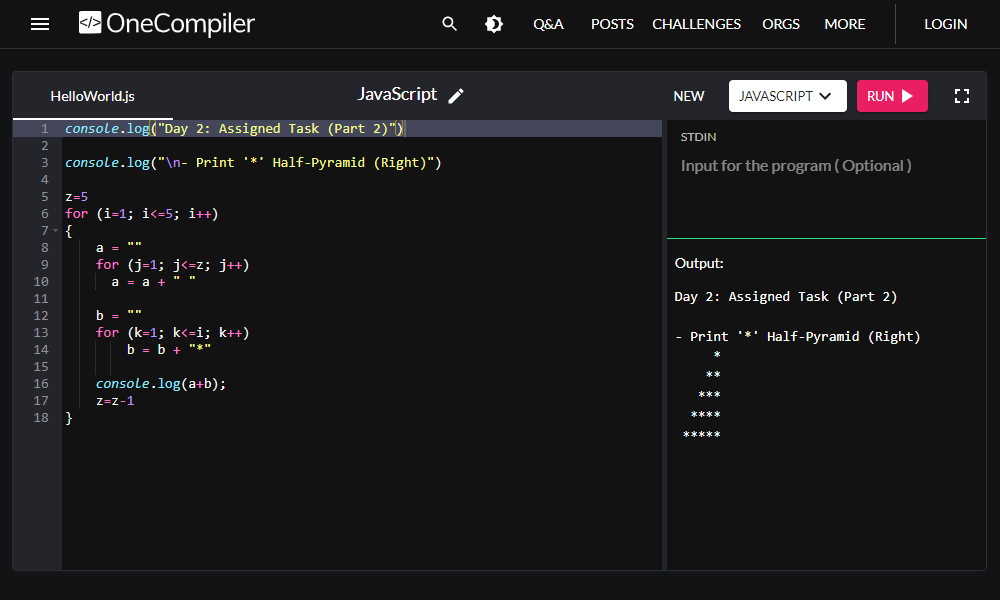 </> OneCompiler Q&A POSTS CHALLENGES ORGS MORE LOGIN
HelloWorld.js JavaScript NEW JAVASCRIPT RUN
1 console.log("Day 2: Assigned Task (Part 2)")
2
3 console.log("\n- Print '*' Half-Pyramid (Right)")
4
5 z=5
6 for (i=1; i<=5; i++)
7 {
8     a = ""
9     for (j=1; j<=z; j++)
10       a = a + " "
11
12     b = ""
13     for (k=1; k<=i; k++)
14         b = b + "*"
15
16     console.log(a+b);
17     z=z-1
18 }
STDIN
Input for the program ( Optional )
Output:
Day 2: Assigned Task (Part 2)
- Print '*' Half-Pyramid (Right)
     *
    **
   ***
  ****
 *****